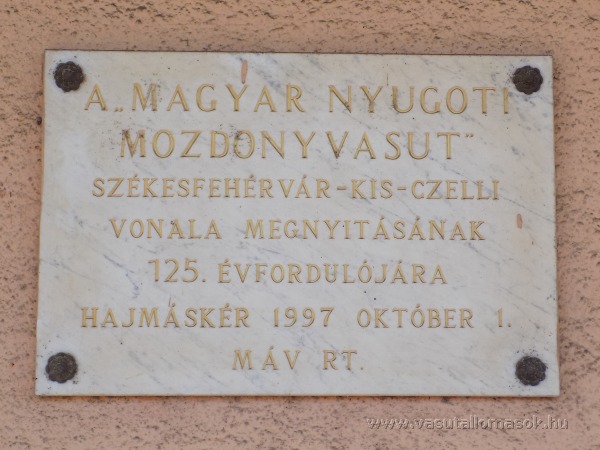 A „MAGYAR NYUGOTI
MOZDONYVASUT”
SZÉKESFEHÉRVÁR-KIS-CZELLI
VONALA MEGNYITÁSÁNAK
125. ÉVFORDULÓJÁRA
HAJMÁSKÉR 1997 OKTÓBER 1.
MÁV RT.
www.vasutallomasok.hu